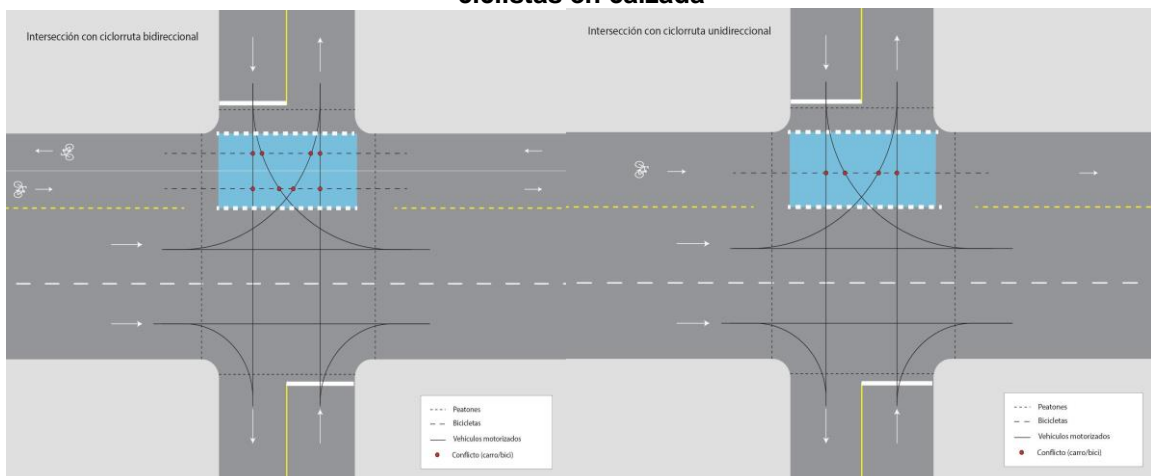 ciclistas en calzada
Intersección con ciclorruta bidireccional
Peatones
Bicicletas
Vehículos motorizados
Conflicto (carro/bici)
Intersección con ciclorruta unidireccional
Peatones
Bicicletas
Vehículos motorizados
Conflicto (carro/bici)